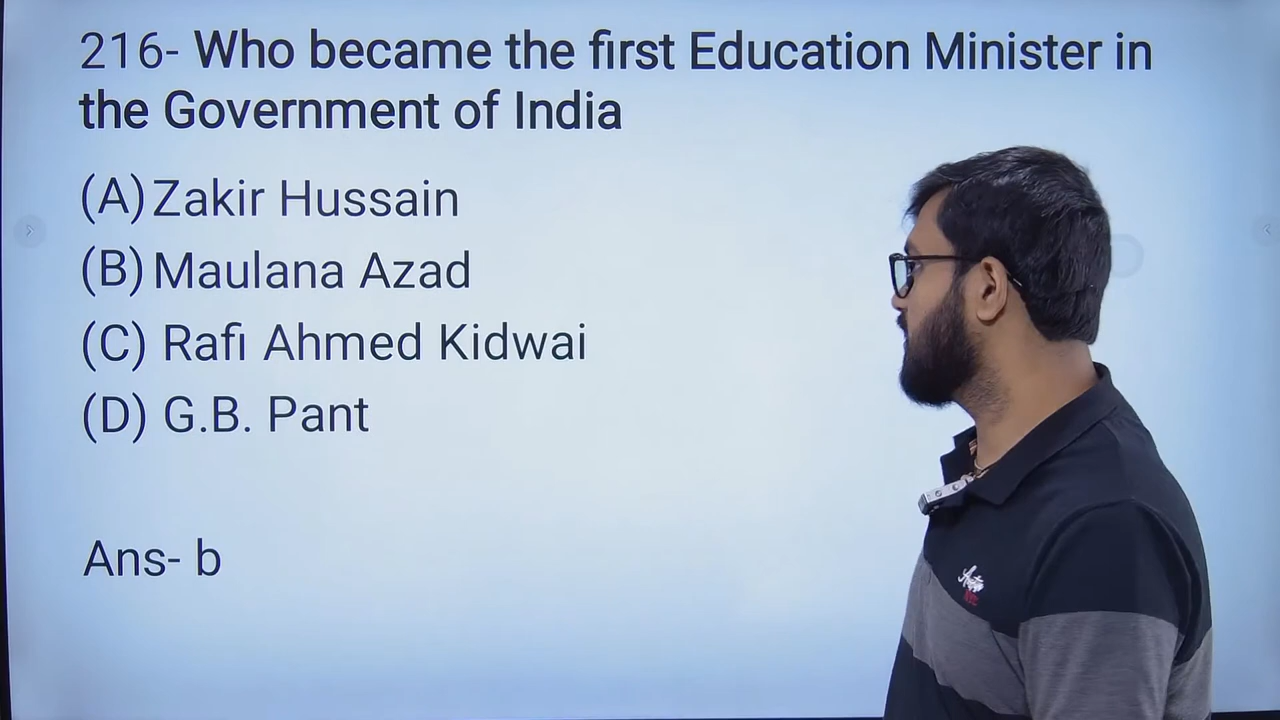 216- Who became the first Education Minister in
the Government of India
(A) Zakir Hussain
(B) Maulana Azad
(C) Rafi Ahmed Kidwai
(D) G.B. Pant
Ans- b